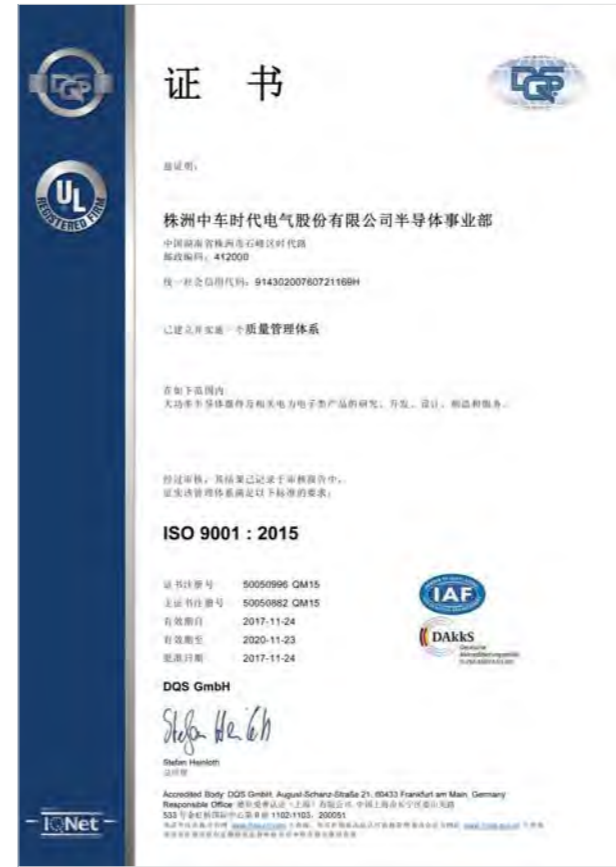 DQS
证 书
DQS
兹证明,
UL
REGISTERED FIRM
株洲中车时代电气股份有限公司半导体事业部
中国湖南省株洲市石峰区时代路
邮政编码: 412000
统一社会信用代码: 91430200760721169H
已建立并实施一个质量管理体系
在如下范围内:
大功率半导体器件与相关电力电子类产品的研究、开发、设计、制造和服务。
经过审核, 其结果已记录于审核报告中,
证实该管理体系满足以下标准的要求:
ISO 9001 : 2015
证书注册号 50050996 QM15
主证书注册号 50050882 QM15
有效期自 2017-11-24
有效期至 2020-11-23
批准日期 2017-11-24
IAF
DAkkS
Deutsche
Akkreditierungsstelle
DQS GmbH
Stefan Heinloth
总经理
Accredited Body: DQS GmbH, August-Schanz-Straße 21, 60433 Frankfurt am Main, Germany
Responsible Office:
533 1102-1103, 200051
IQNet